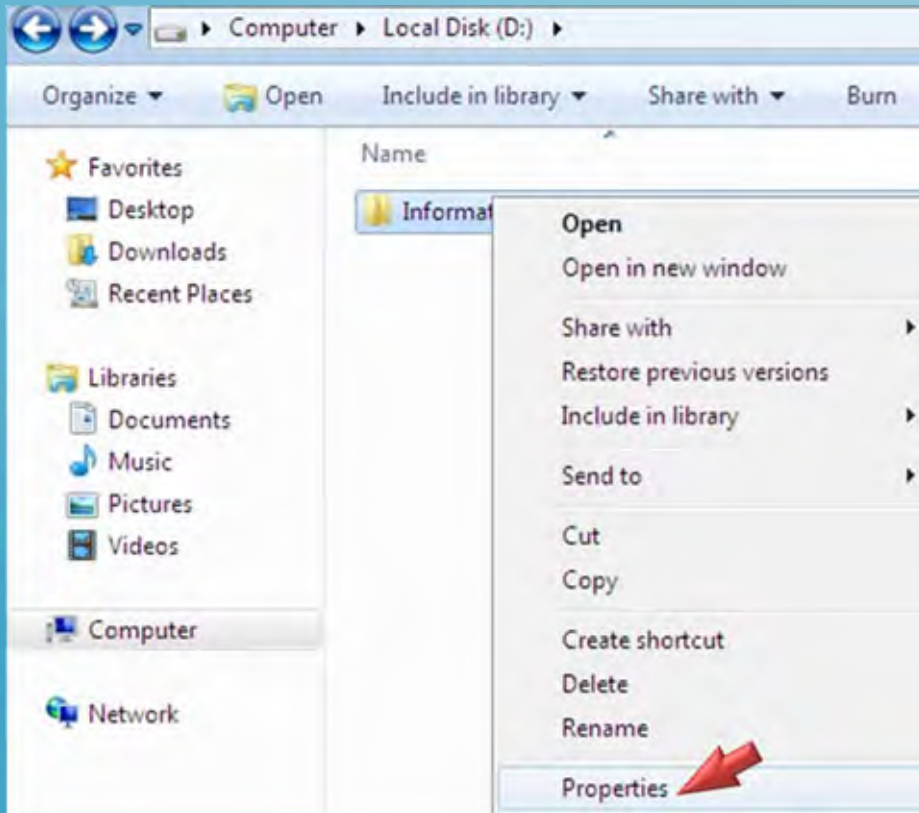 Computer ▸ Local Disk (D:) ▸
Organize Open Include in library Share with Burn
Favorites
Desktop
Downloads
Recent Places
Libraries
Documents
Music
Pictures
Videos
Computer
Network
Name
Informat
Open
Open in new window
Share with
Restore previous versions
Include in library
Send to
Cut
Copy
Create shortcut
Delete
Rename
Properties